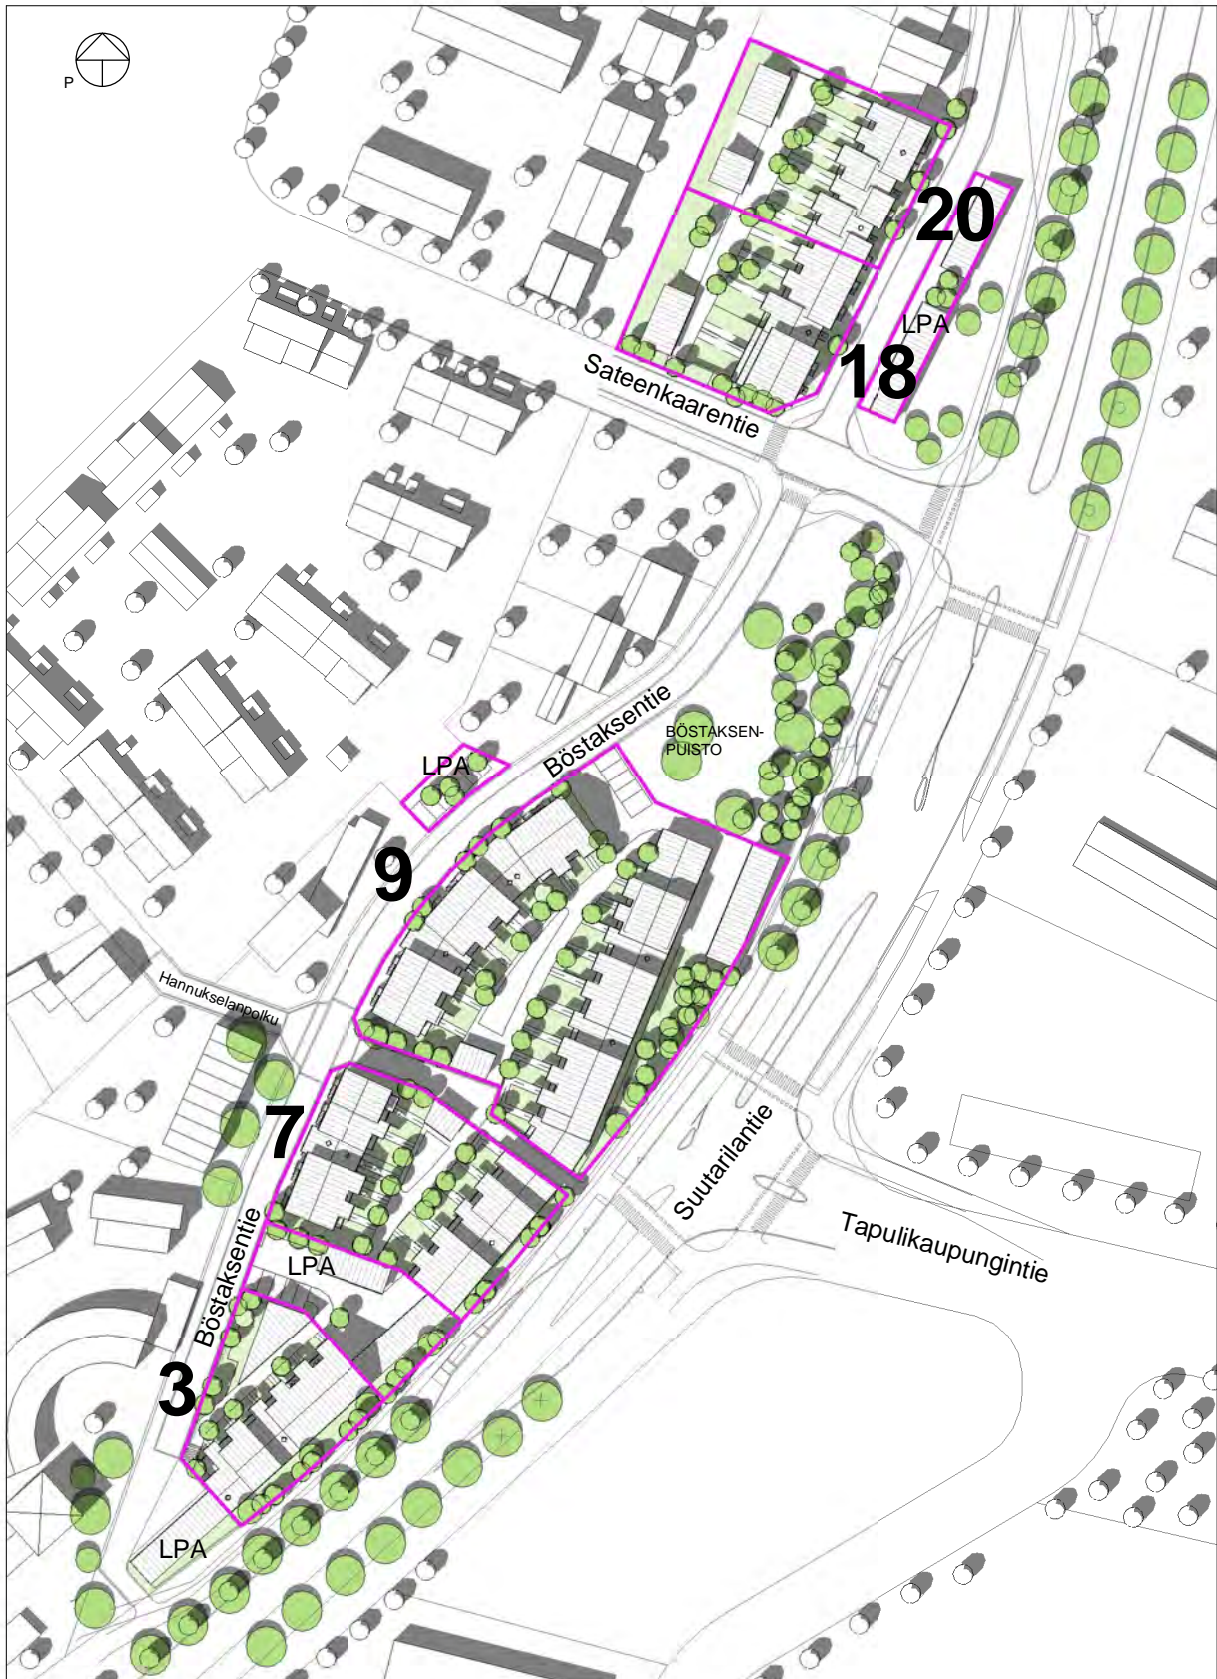 P
20
LPA
18
Sateenkaarentie
Böstaksentie
BÖSTAKSEN-
PUISTO
LPA
9
Hannukselanpolku
7
Suutarilantie
Tapulikaupungintie
LPA
Böstaksentie
3
LPA